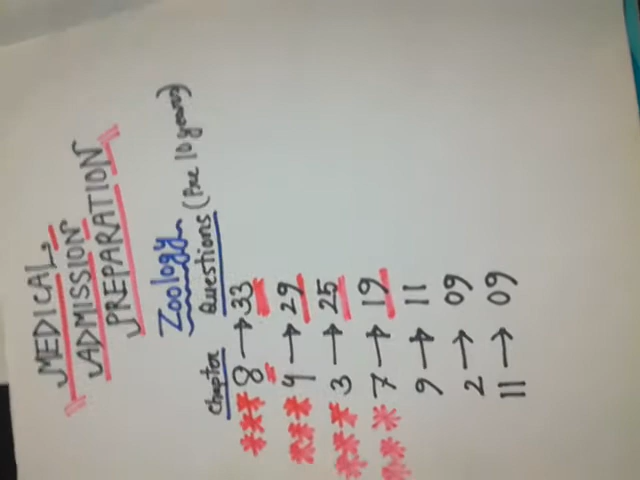 MEDICAL
ADMISSION
PREPARATION
Zoology
Chapter Questions (Pre 10 years)
*** 8 → 33
*** 4 → 29
*** 3 → 25
*** 7 → 19
9 → 11
2 → 09
11 → 09